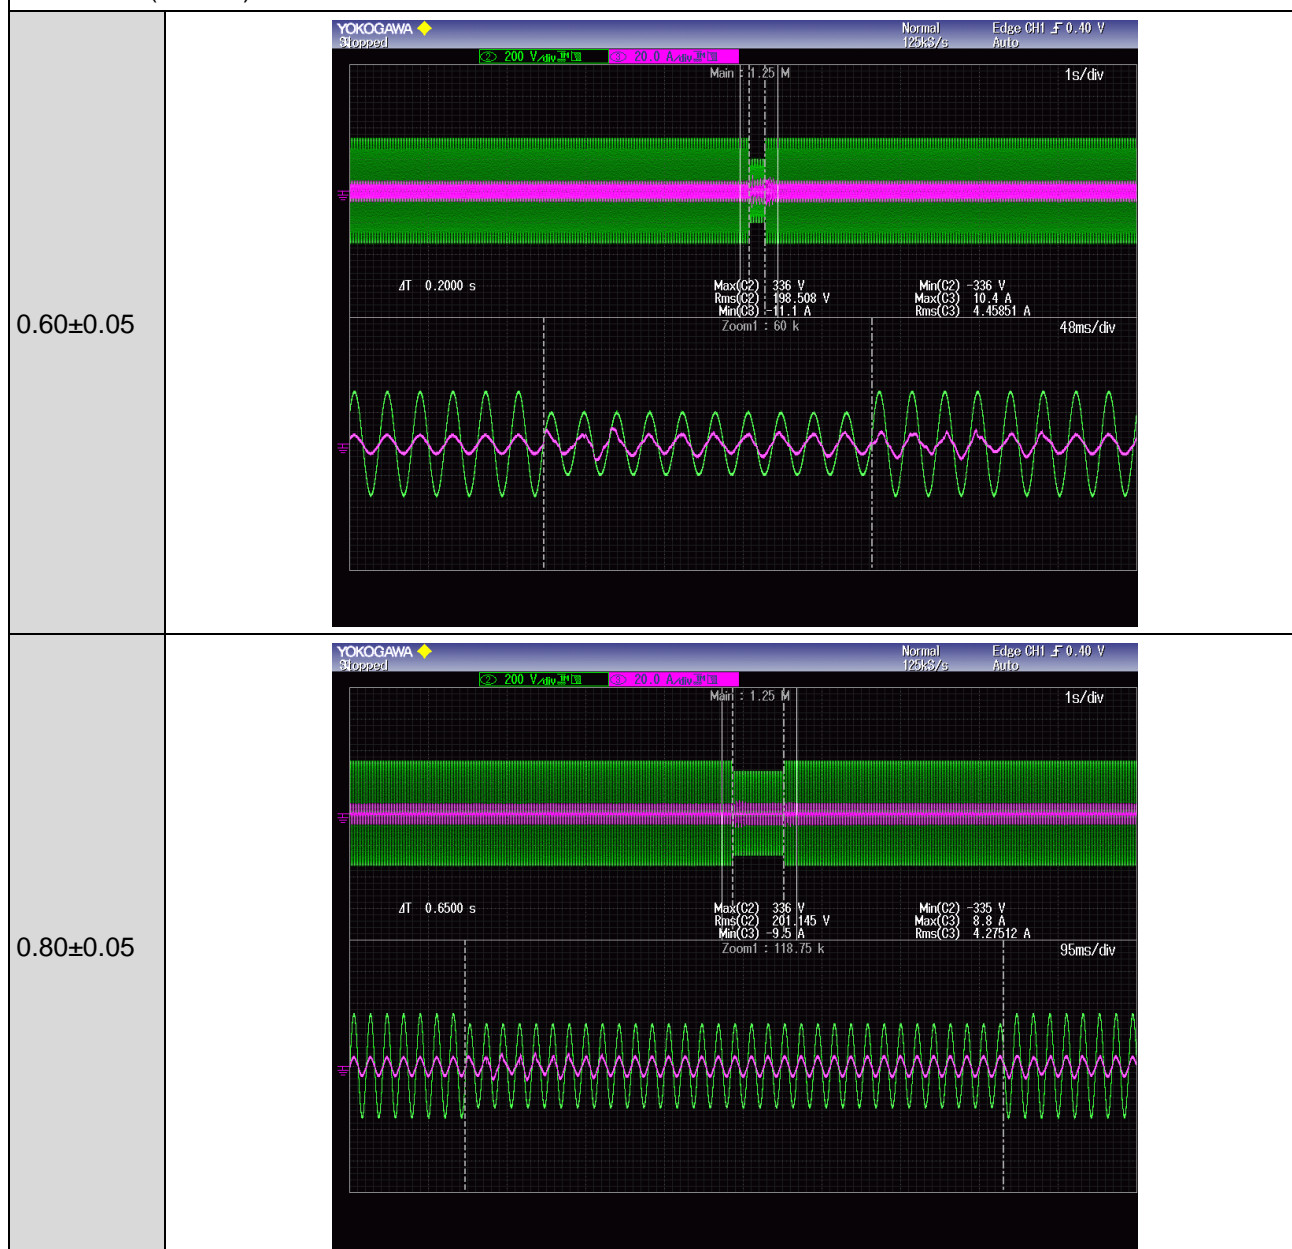 0.60±0.05
YOKOGAWA
Stopped
Normal
125kS/s
Edge CH1 0.40 V
Auto
200 V/div
20.0 A/div
Main : 1.25 M
1s/div
ΔT 0.2000 s
Max(C2) 336 V
Rms(C2) 198.508 V
Min(C3) -11.1 A
Min(C2) -336 V
Max(C3) 10.4 A
Rms(C3) 4.45851 A
Zoom1 : 60 k
48ms/div
0.80±0.05
YOKOGAWA
Stopped
Normal
125kS/s
Edge CH1 0.40 V
Auto
200 V/div
20.0 A/div
Main : 1.25 M
1s/div
ΔT 0.6500 s
Max(C2) 336 V
Rms(C2) 201.145 V
Min(C3) -9.5 A
Min(C2) -335 V
Max(C3) 8.8 A
Rms(C3) 4.27512 A
Zoom1 : 118.75 k
95ms/div